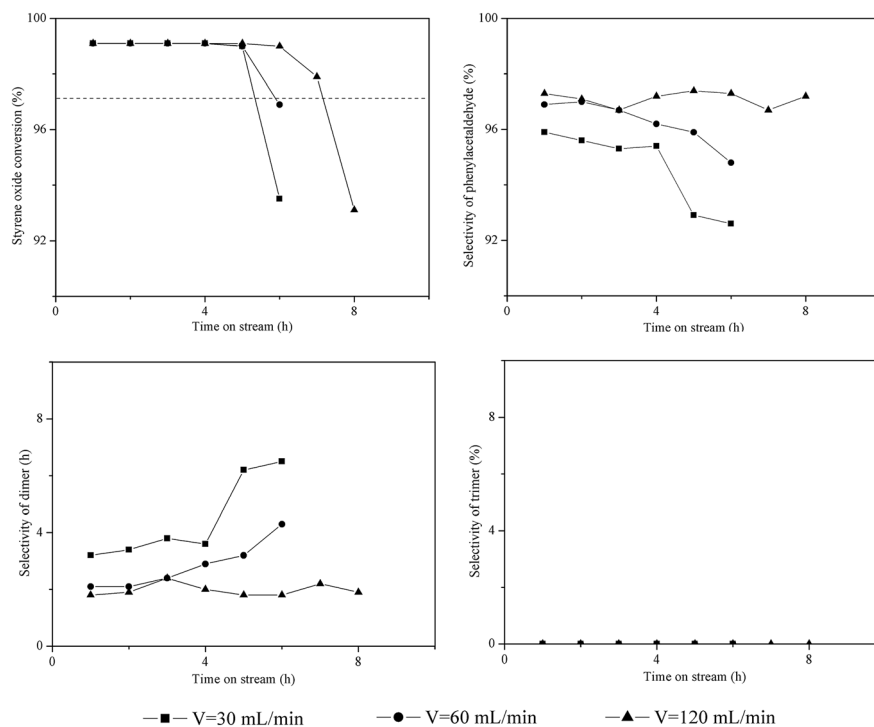 100
96
92
Styrene oxide conversion (%)
0
4
8
Time on stream (h)
100
96
92
Selectivity of phenylacetaldehyde (%)
0
4
8
Time on stream (h)
8
4
0
Selectivity of dimer (h)
0
4
8
Time on stream (h)
8
4
0
Selectivity of trimer (%)
0
4
8
Time on stream (h)
V=30 mL/min
V=60 mL/min
V=120 mL/min